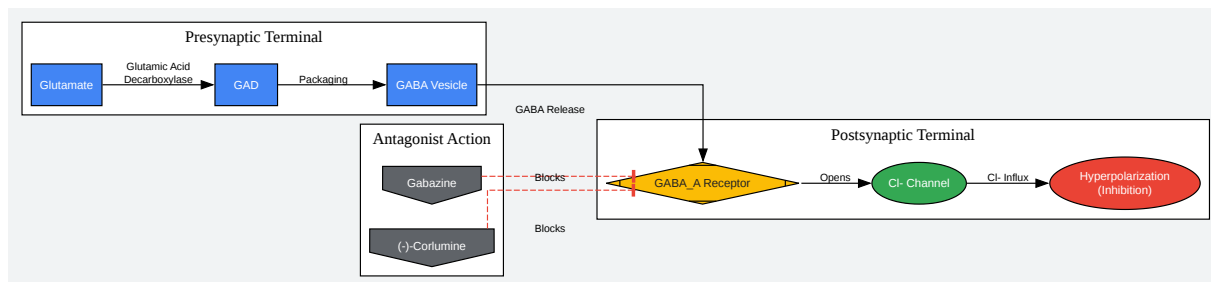 Presynaptic Terminal
Glutamate
Glutamic Acid
Decarboxylase
GAD
Packaging
GABA Vesicle
GABA Release
Antagonist Action
Gabazine
Blocks
(-)-Corlumine
Blocks
Postsynaptic Terminal
GABA_A Receptor
Opens
Cl- Channel
Cl- Influx
Hyperpolarization
(Inhibition)